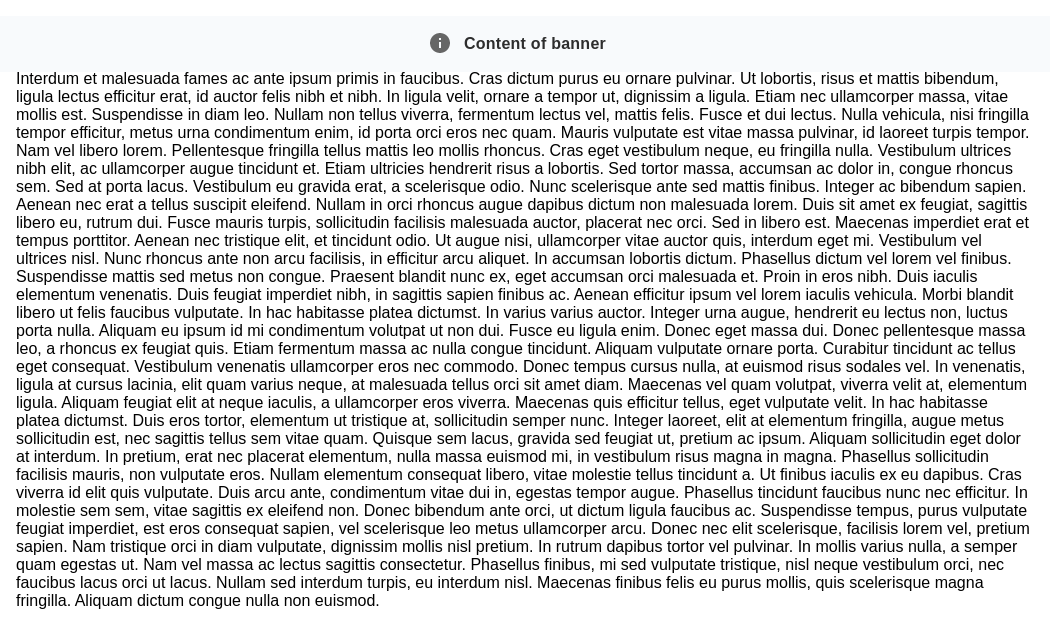 Content of banner
Interdum et malesuada fames ac ante ipsum primis in faucibus. Cras dictum purus eu ornare pulvinar. Ut lobortis, risus et mattis bibendum,
ligula lectus efficitur erat, id auctor felis nibh et nibh. In ligula velit, ornare a tempor ut, dignissim a ligula. Etiam nec ullamcorper massa, vitae
mollis est. Suspendisse in diam leo. Nullam non tellus viverra, fermentum lectus vel, mattis felis. Fusce et dui lectus. Nulla vehicula, nisi fringilla
tempor efficitur, metus urna condimentum enim, id porta orci eros nec quam. Mauris vulputate est vitae massa pulvinar, id laoreet turpis tempor.
Nam vel libero lorem. Pellentesque fringilla tellus mattis leo mollis rhoncus. Cras eget vestibulum neque, eu fringilla nulla. Vestibulum ultrices
nibh elit, ac ullamcorper augue tincidunt et. Etiam ultricies hendrerit risus a lobortis. Sed tortor massa, accumsan ac dolor in, congue rhoncus
sem. Sed at porta lacus. Vestibulum eu gravida erat, a scelerisque odio. Nunc scelerisque ante sed mattis finibus. Integer ac bibendum sapien.
Aenean nec erat a tellus suscipit eleifend. Nullam in orci rhoncus augue dapibus dictum non malesuada lorem. Duis sit amet ex feugiat, sagittis
libero eu, rutrum dui. Fusce mauris turpis, sollicitudin facilisis malesuada auctor, placerat nec orci. Sed in libero est. Maecenas imperdiet erat et
tempus porttitor. Aenean nec tristique elit, et tincidunt odio. Ut augue nisi, ullamcorper vitae auctor quis, interdum eget mi. Vestibulum vel
ultrices nisl. Nunc rhoncus ante non arcu facilisis, in efficitur arcu aliquet. In accumsan lobortis dictum. Phasellus dictum vel lorem vel finibus.
Suspendisse mattis sed metus non congue. Praesent blandit nunc ex, eget accumsan orci malesuada et. Proin in eros nibh. Duis iaculis
elementum venenatis. Duis feugiat imperdiet nibh, in sagittis sapien finibus ac. Aenean efficitur ipsum vel lorem iaculis vehicula. Morbi blandit
libero ut felis faucibus vulputate. In hac habitasse platea dictumst. In varius varius auctor. Integer urna augue, hendrerit eu lectus non, luctus
porta nulla. Aliquam eu ipsum id mi condimentum volutpat ut non dui. Fusce eu ligula enim. Donec eget massa dui. Donec pellentesque massa
leo, a rhoncus ex feugiat quis. Etiam fermentum massa ac nulla congue tincidunt. Aliquam vulputate ornare porta. Curabitur tincidunt ac tellus
eget consequat. Vestibulum venenatis ullamcorper eros nec commodo. Donec tempus cursus nulla, at euismod risus sodales vel. In venenatis,
ligula at cursus lacinia, elit quam varius neque, at malesuada tellus orci sit amet diam. Maecenas vel quam volutpat, viverra velit at, elementum
ligula. Aliquam feugiat elit at neque iaculis, a ullamcorper eros viverra. Maecenas quis efficitur tellus, eget vulputate velit. In hac habitasse
platea dictumst. Duis eros tortor, elementum ut tristique at, sollicitudin semper nunc. Integer laoreet, elit at elementum fringilla, augue metus
sollicitudin est, nec sagittis tellus sem vitae quam. Quisque sem lacus, gravida sed feugiat ut, pretium ac ipsum. Aliquam sollicitudin eget dolor
at interdum. In pretium, erat nec placerat elementum, nulla massa euismod mi, in vestibulum risus magna in magna. Phasellus sollicitudin
facilisis mauris, non vulputate eros. Nullam elementum consequat libero, vitae molestie tellus tincidunt a. Ut finibus iaculis ex eu dapibus. Cras
viverra id elit quis vulputate. Duis arcu ante, condimentum vitae dui in, egestas tempor augue. Phasellus tincidunt faucibus nunc nec efficitur. In
molestie sem sem, vitae sagittis ex eleifend non. Donec bibendum ante orci, ut dictum ligula faucibus ac. Suspendisse tempus, purus vulputate
feugiat imperdiet, est eros consequat sapien, vel scelerisque leo metus ullamcorper arcu. Donec nec elit scelerisque, facilisis lorem vel, pretium
sapien. Nam tristique orci in diam vulputate, dignissim mollis nisl pretium. In rutrum dapibus tortor vel pulvinar. In mollis varius nulla, a semper
quam egestas ut. Nam vel massa ac lectus sagittis consectetur. Phasellus finibus, mi sed vulputate tristique, nisl neque vestibulum orci, nec
faucibus lacus orci ut lacus. Nullam sed interdum turpis, eu interdum nisl. Maecenas finibus felis eu purus mollis, quis scelerisque magna
fringilla. Aliquam dictum congue nulla non euismod.